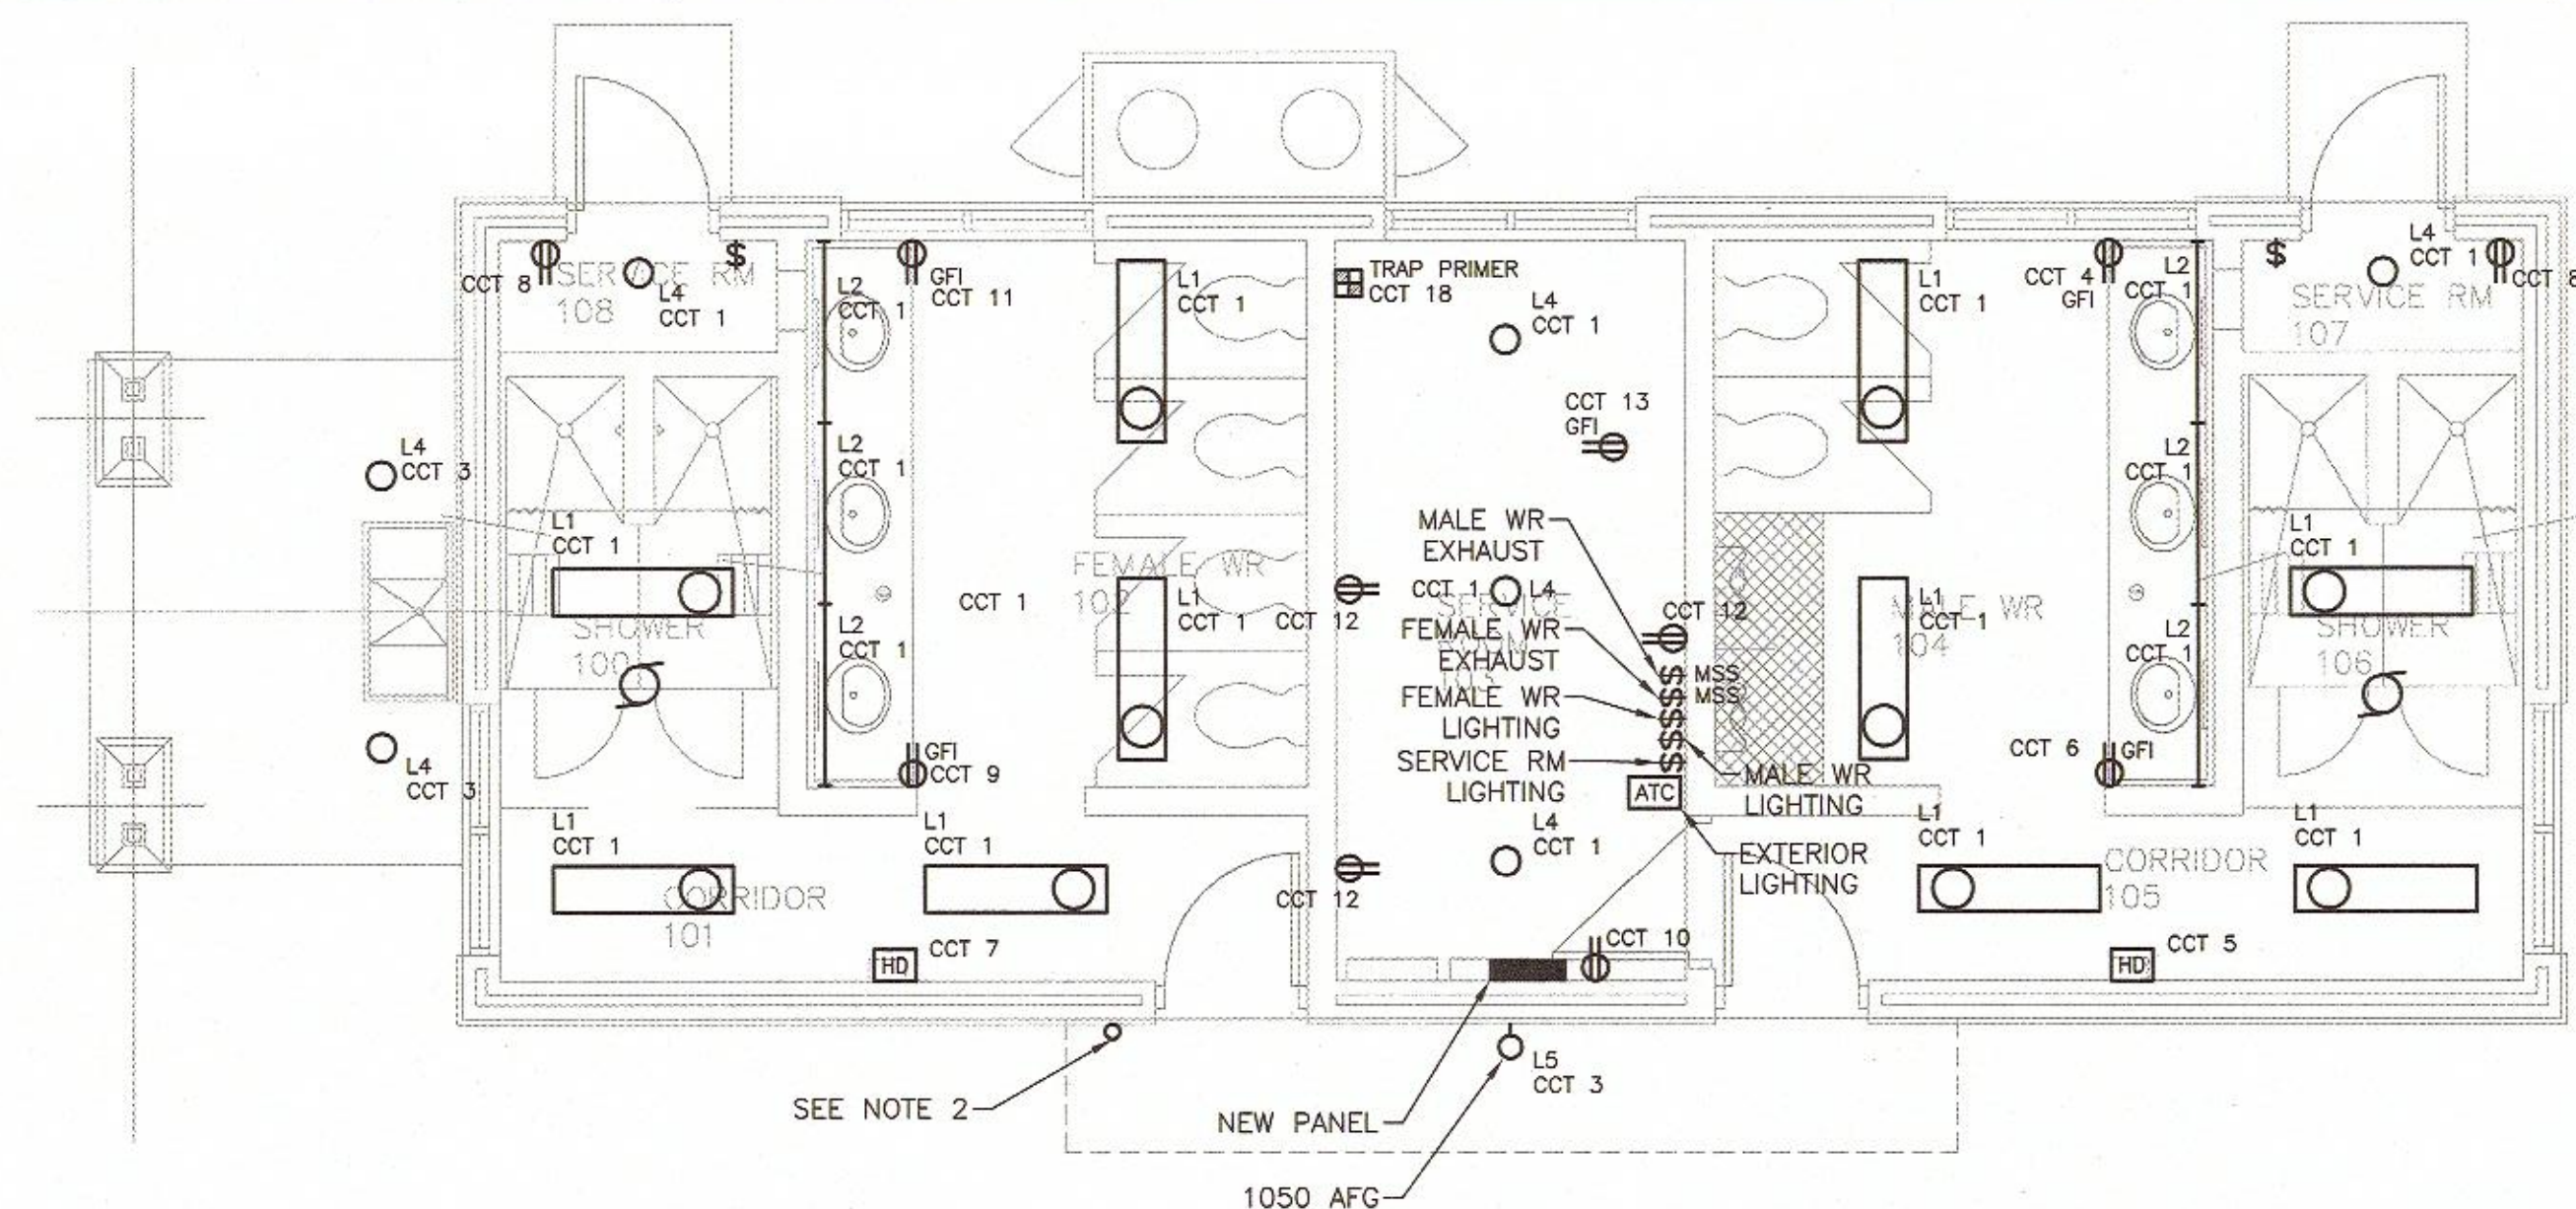 CCT 8
SERVICE RM
108
$
L4
CCT 1
L2
CCT 1
GFI
CCT 11
L1
CCT 1
TRAP PRIMER
CCT 18
L4
CCT 1
L1
CCT 1
CCT 4
GFI
L2
CCT 1
$
L4
CCT 1
CCT 8
SERVICE RM
107
L4
CCT 3
L2
CCT 1
CCT 13
GFI
L2
CCT 1
L1
CCT 1
MALE WR
EXHAUST
L1
CCT 1
SHOWER
100
L2
CCT 1
CCT 1
FEMALE WR
102
L1
CCT 1
CCT 12
CCT 1
L4
SERVICE
ROOM
103
CCT 12
FEMALE WR
EXHAUST
FEMALE WR
LIGHTING
SERVICE RM
LIGHTING
$
$
$
$
$
MSS
MSS
ATC
MALE WR
LIGHTING
EXTERIOR
LIGHTING
L1
CCT 1
MALE WR
104
L2
CCT 1
CCT 6
GFI
SHOWER
106
L4
CCT 3
GFI
CCT 9
L1
CCT 1
L1
CCT 1
CORRIDOR
101
L4
CCT 1
CCT 12
L1
CCT 1
CORRIDOR
105
L1
CCT 1
HD
CCT 7
CCT 10
HD
CCT 5
SEE NOTE 2
NEW PANEL
L5
CCT 3
1050 AFG